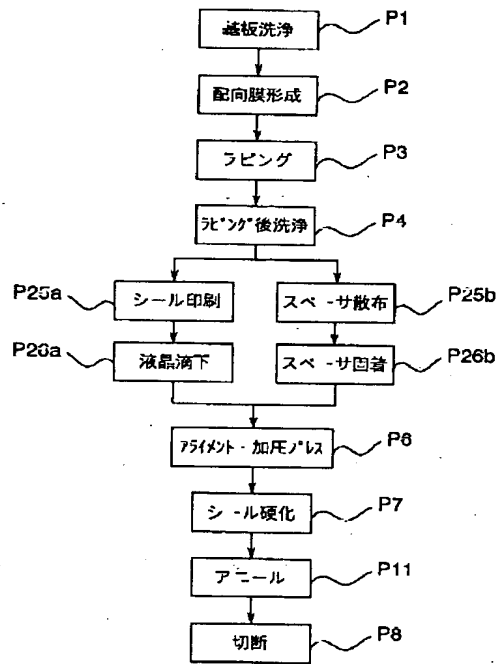 基板洗浄
P1
配向膜形成
P2
ラビング
P3
ラビング後洗浄
P4
P25a
シール印刷
スペーサ散布
P25b
P26a
液晶滴下
スペーサ固着
P26b
アライメント・加圧プレス
P6
シール硬化
P7
アニール
P11
切断
P8